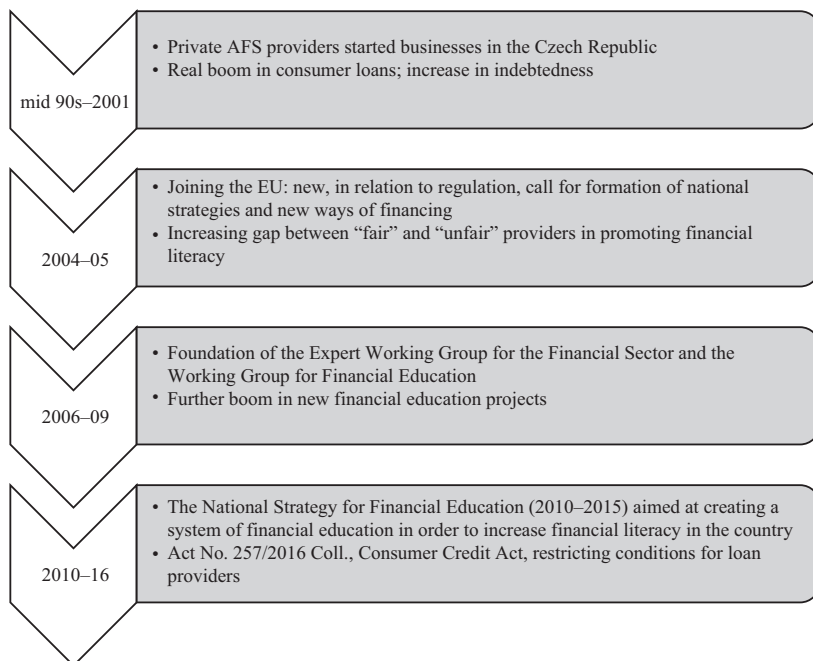 mid 90s–2001
• Private AFS providers started businesses in the Czech Republic
• Real boom in consumer loans; increase in indebtedness
2004–05
• Joining the EU: new, in relation to regulation, call for formation of national
strategies and new ways of financing
• Increasing gap between “fair” and “unfair” providers in promoting financial
literacy
2006–09
• Foundation of the Expert Working Group for the Financial Sector and the
Working Group for Financial Education
• Further boom in new financial education projects
2010–16
• The National Strategy for Financial Education (2010–2015) aimed at creating a
system of financial education in order to increase financial literacy in the country
• Act No. 257/2016 Coll., Consumer Credit Act, restricting conditions for loan
providers